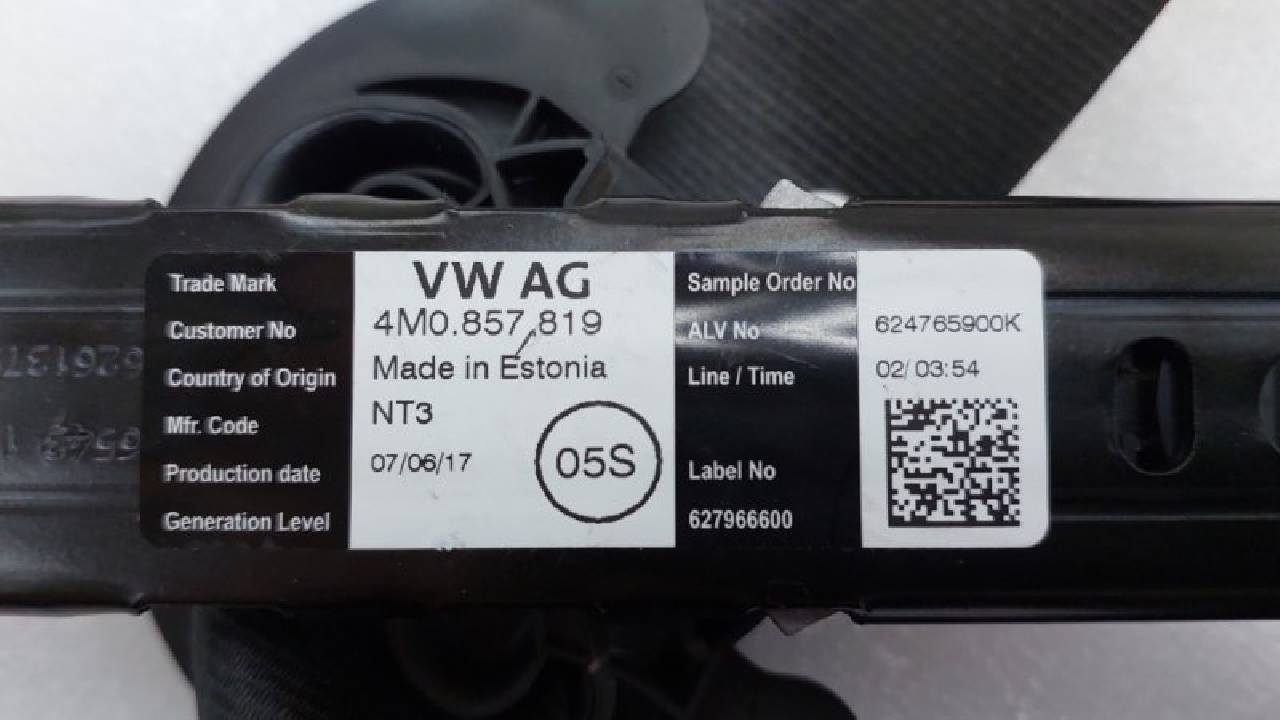 Trade Mark VW AG Sample Order No
Customer No 4M0.857.819 ALV No 624765900K
Country of Origin Made in Estonia Line / Time 02/ 03:54
Mfr. Code NT3
Production date 07/06/17 05S Label No
Generation Level 627966600